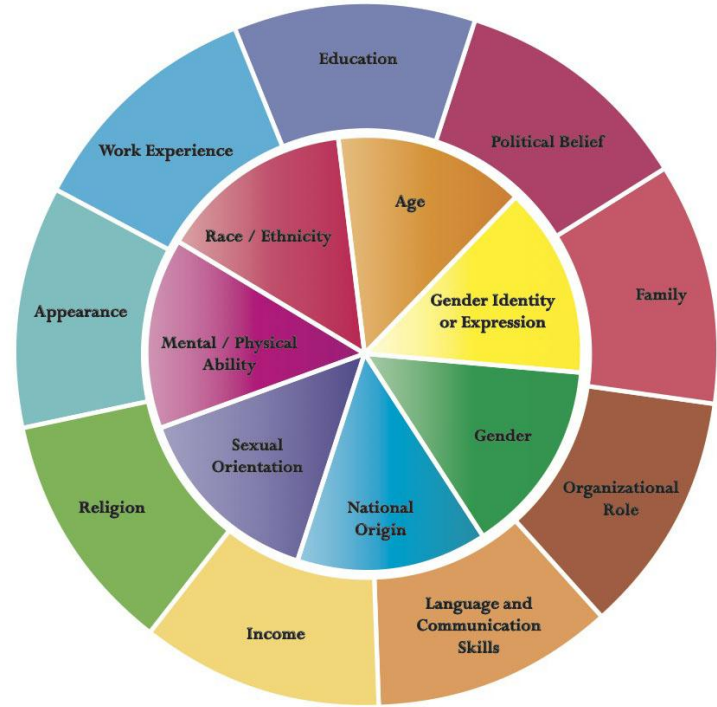 Education
Political Belief
Family
Organizational
Role
Language and
Communication
Skills
Income
Religion
Appearance
Work Experience
Age
Gender Identity
or Expression
Gender
National
Origin
Sexual
Orientation
Mental / Physical
Ability
Race / Ethnicity